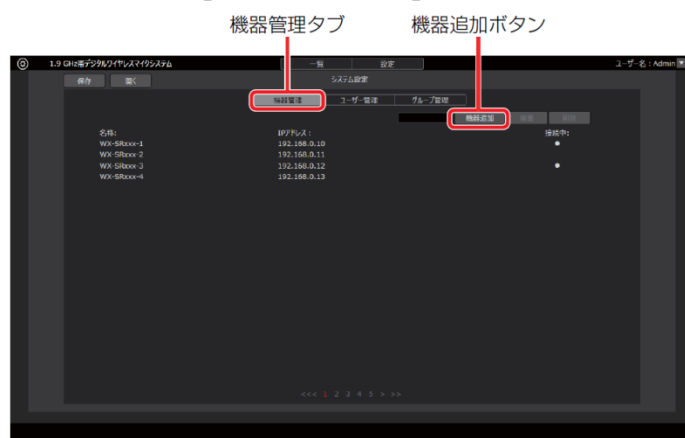 機器管理タブ 機器追加ボタン
1.9 GHz帯デジタルワイヤレスマイクシステム 一覧 設定 ユーザー名：Admin
保存 開く システム設定
機器管理 ユーザー管理 グループ管理
機器追加 編集 削除
名称: IPアドレス： 接続中:
WX-SRxxx-1 192.168.0.10
WX-SRxxx-2 192.168.0.11
WX-SRxxx-3 192.168.0.12
WX-SRxxx-4 192.168.0.13
<<< 1 2 3 4 5 > >>